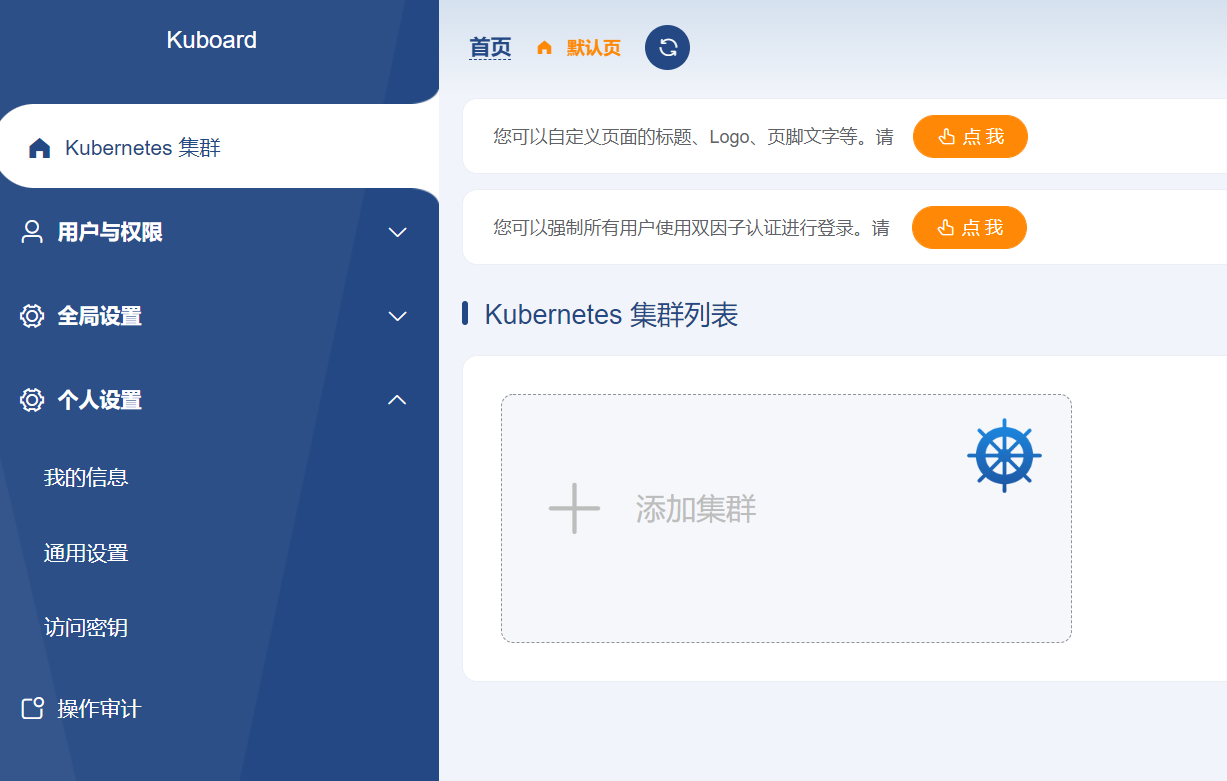 Kuboard
Kubernetes 集群
用户与权限
全局设置
个人设置
我的信息
通用设置
访问密钥
操作审计
首页 默认页
您可以自定义页面的标题、Logo、页脚文字等。请 点 我
您可以强制所有用户使用双因子认证进行登录。请 点 我
Kubernetes 集群列表
添加集群